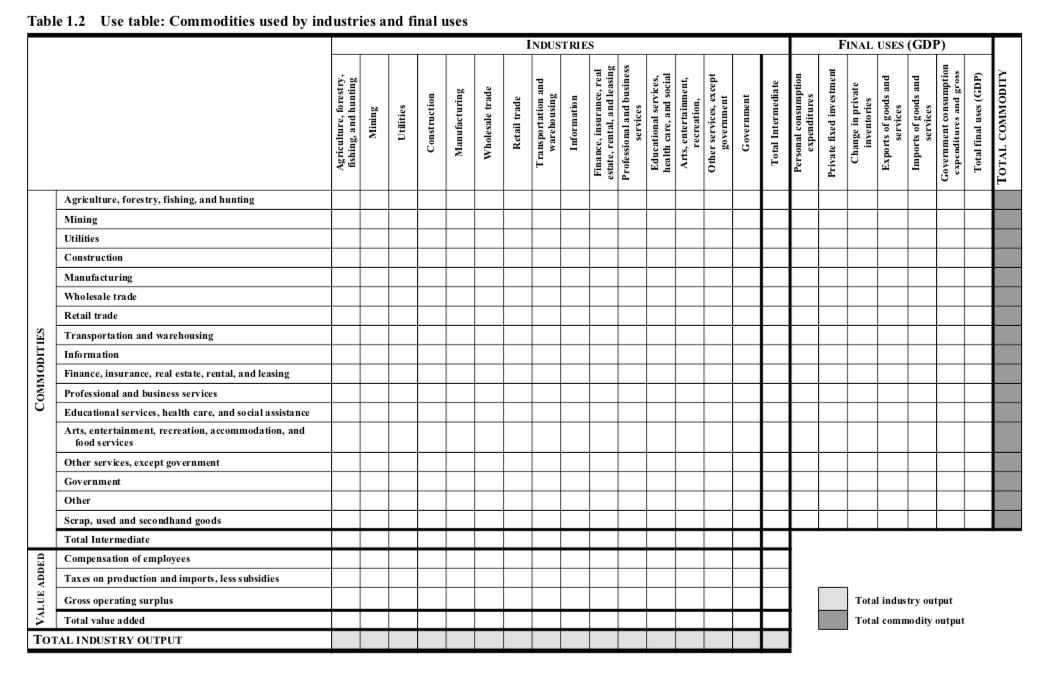 Table 1.2 Use table: Commodities used by industries and final uses
INDUSTRIES
FINAL USES (GDP)
Agriculture, forestry,
fishing, and hunting
Mining
Utilities
Construction
Manufacturing
Wholesale trade
Retail trade
Transportation and
warehousing
Information
Finance, insurance, real
estate, rental, and leasing
Professional and business
services
Educational services,
health care, and social
Arts, entertainment,
recreation,
Other services, except
government
Government
Total Intermediate
Personal consumption
expenditures
Private fixed investment
Change in private
inventories
Exports of goods and
services
Imports of goods and
services
Government consumption
expenditures and gross
Total final uses (GDP)
TOTAL COMMODITY
COMMODITIES
Agriculture, forestry, fishing, and hunting
Mining
Utilities
Construction
Manufacturing
Wholesale trade
Retail trade
Transportation and warehousing
Information
Finance, insurance, real estate, rental, and leasing
Professional and business services
Educational services, health care, and social assistance
Arts, entertainment, recreation, accommodation, and
food services
Other services, except government
Government
Other
Scrap, used and secondhand goods
Total Intermediate
VALUE ADDED
Compensation of employees
Taxes on production and imports, less subsidies
Gross operating surplus
Total value added
TOTAL INDUSTRY OUTPUT
Total industry output
Total commodity output